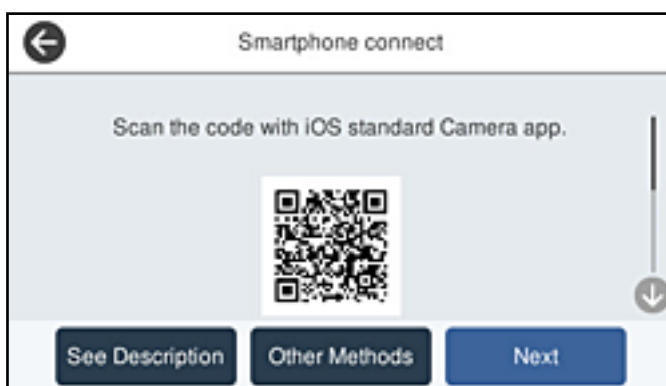 Smartphone connect
Scan the code with iOS standard Camera app.
See Description
Other Methods
Next